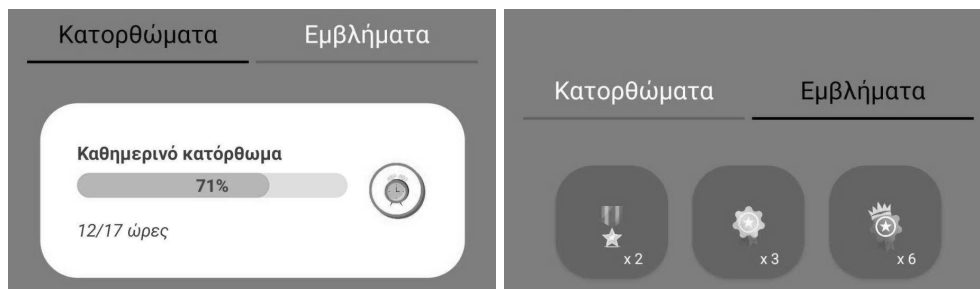 Κατορθώματα Εμβλήματα
Καθημερινό κατόρθωμα
71%
12/17 ώρες
Κατορθώματα Εμβλήματα
x 2 x 3 x 6